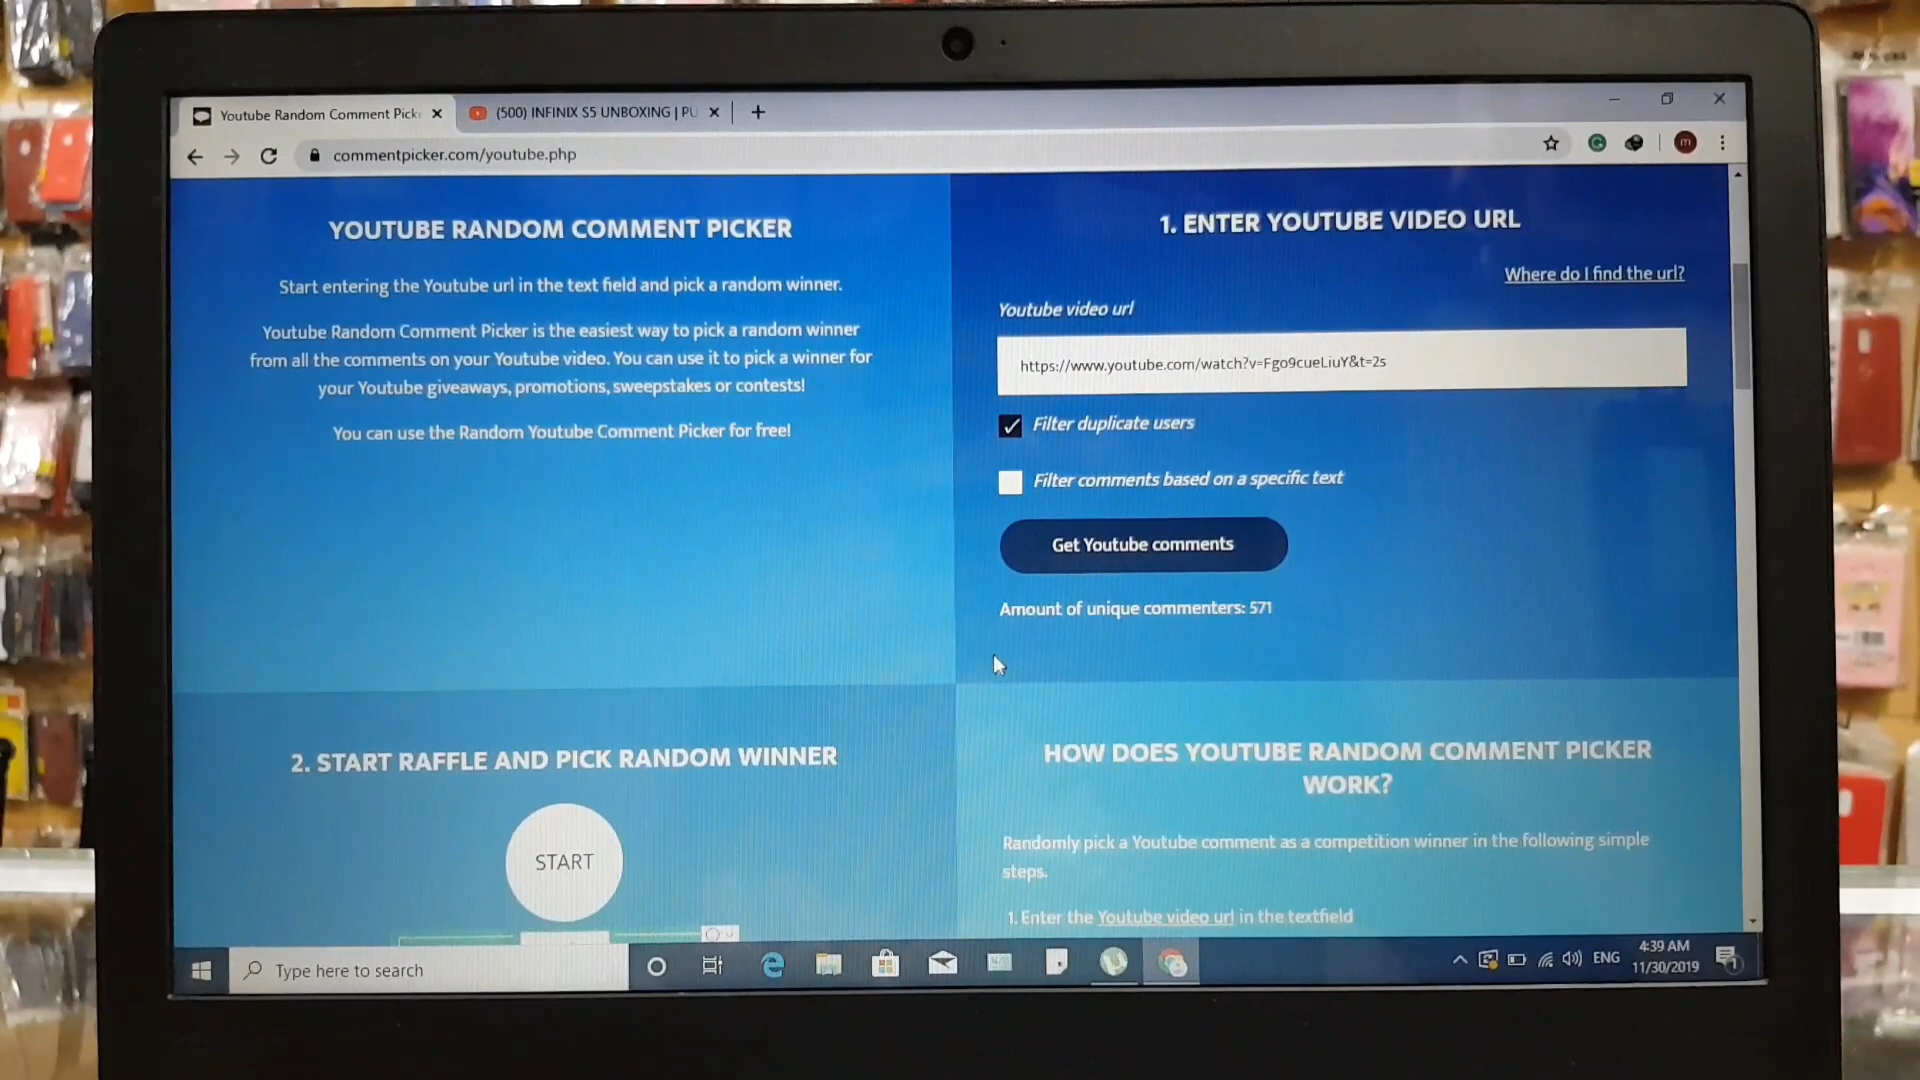 Youtube Random Comment Pick
(500) INFINIX S5 UNBOXING | PU
commentpicker.com/youtube.php
m
YOUTUBE RANDOM COMMENT PICKER
Start entering the Youtube url in the text field and pick a random winner.
Youtube Random Comment Picker is the easiest way to pick a random winner
from all the comments on your Youtube video. You can use it to pick a winner for
your Youtube giveaways, promotions, sweepstakes or contests!
You can use the Random Youtube Comment Picker for free!
1. ENTER YOUTUBE VIDEO URL
Where do I find the url?
Youtube video url
https://www.youtube.com/watch?v=Fgo9cueLiuY&t=2s
Filter duplicate users
Filter comments based on a specific text
Get Youtube comments
Amount of unique commenters: 571
2. START RAFFLE AND PICK RANDOM WINNER
START
HOW DOES YOUTUBE RANDOM COMMENT PICKER
WORK?
Randomly pick a Youtube comment as a competition winner in the following simple
steps.
1. Enter the Youtube video url in the textfield
Type here to search
ENG
4:39 AM
11/30/2019
1